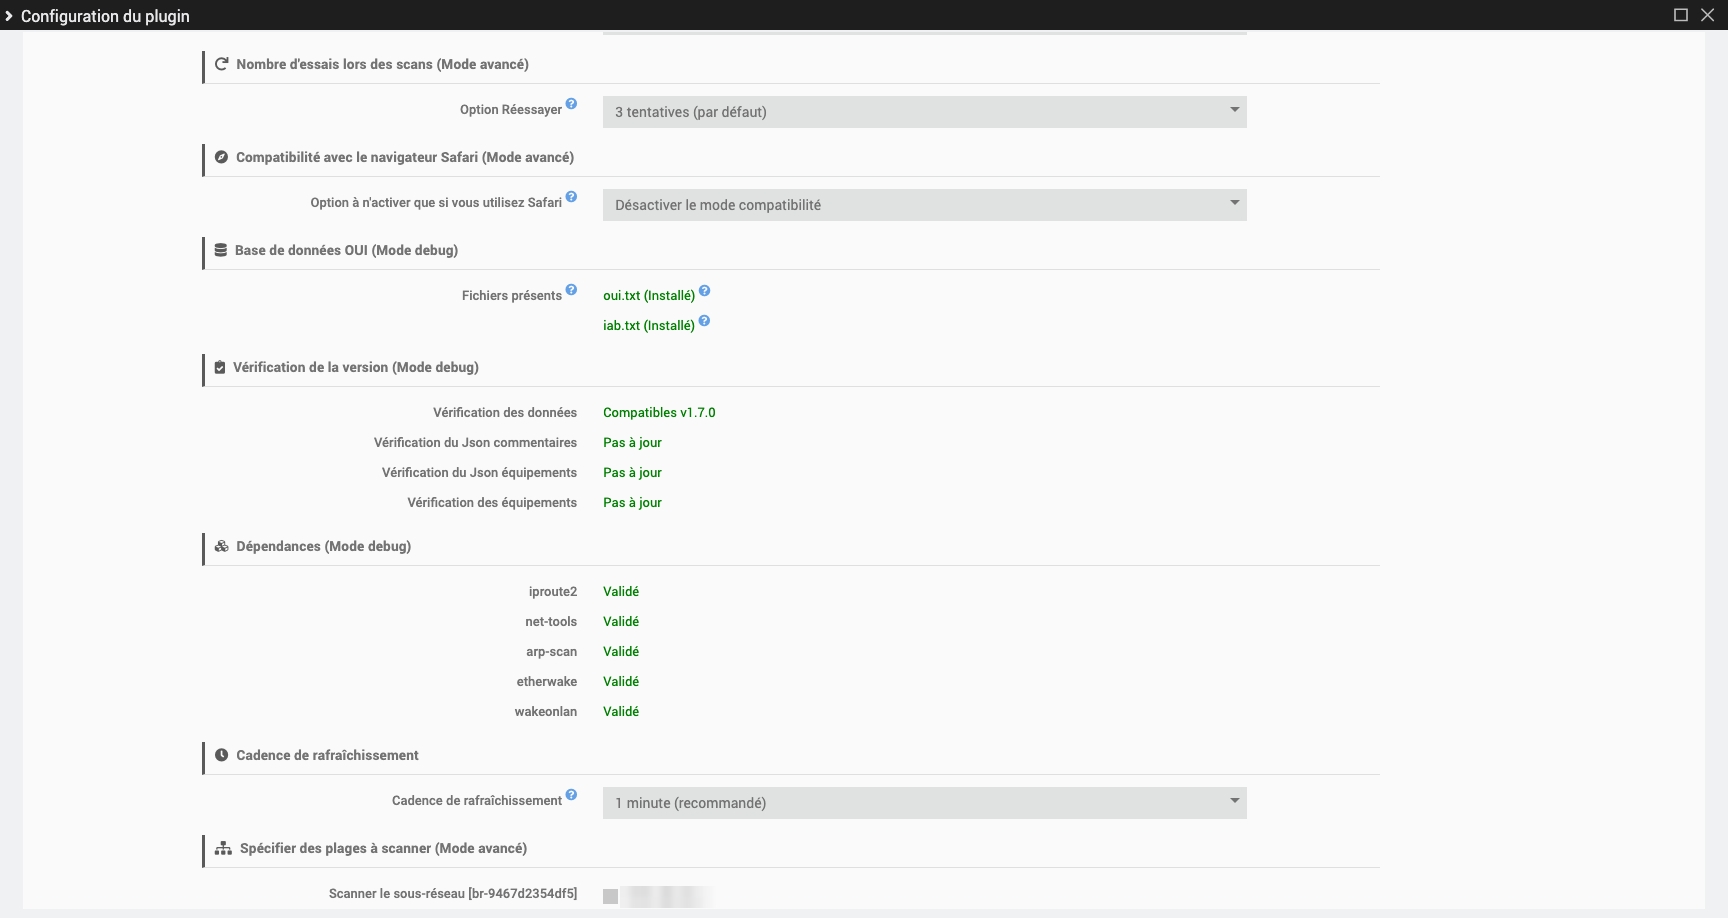 Configuration du plugin
Nombre d'essais lors des scans (Mode avancé)
Option Réessayer
3 tentatives (par défaut)
Compatibilité avec le navigateur Safari (Mode avancé)
Option à n'activer que si vous utilisez Safari
Désactiver le mode compatibilité
Base de données OUI (Mode debug)
Fichiers présents
oui.txt (Installé)
iab.txt (Installé)
Vérification de la version (Mode debug)
Vérification des données
Compatibles v1.7.0
Vérification du Json commentaires
Pas à jour
Vérification du Json équipements
Pas à jour
Vérification des équipements
Pas à jour
Dépendances (Mode debug)
iproute2
Validé
net-tools
Validé
arp-scan
Validé
etherwake
Validé
wakeonlan
Validé
Cadence de rafraîchissement
Cadence de rafraîchissement
1 minute (recommandé)
Spécifier des plages à scanner (Mode avancé)
Scanner le sous-réseau [br-9467d2354df5]